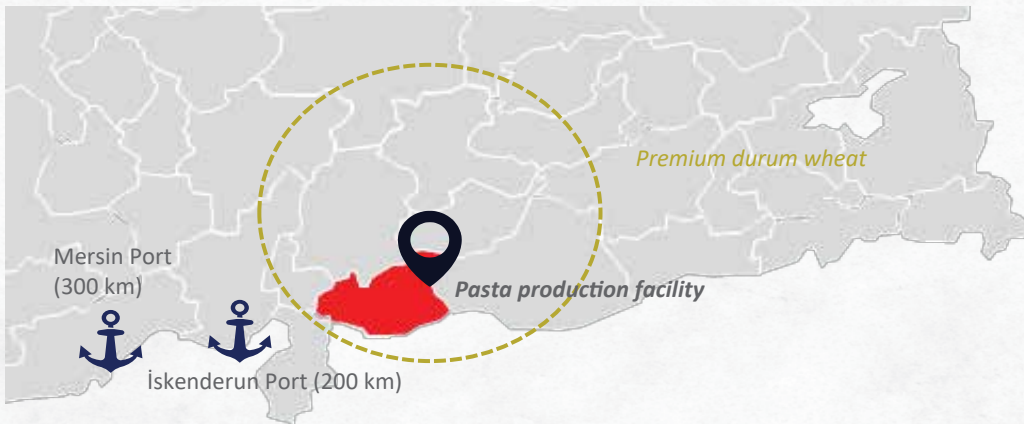 Premium durum wheat
Mersin Port
(300 km)
Pasta production facility
İskenderun Port (200 km)